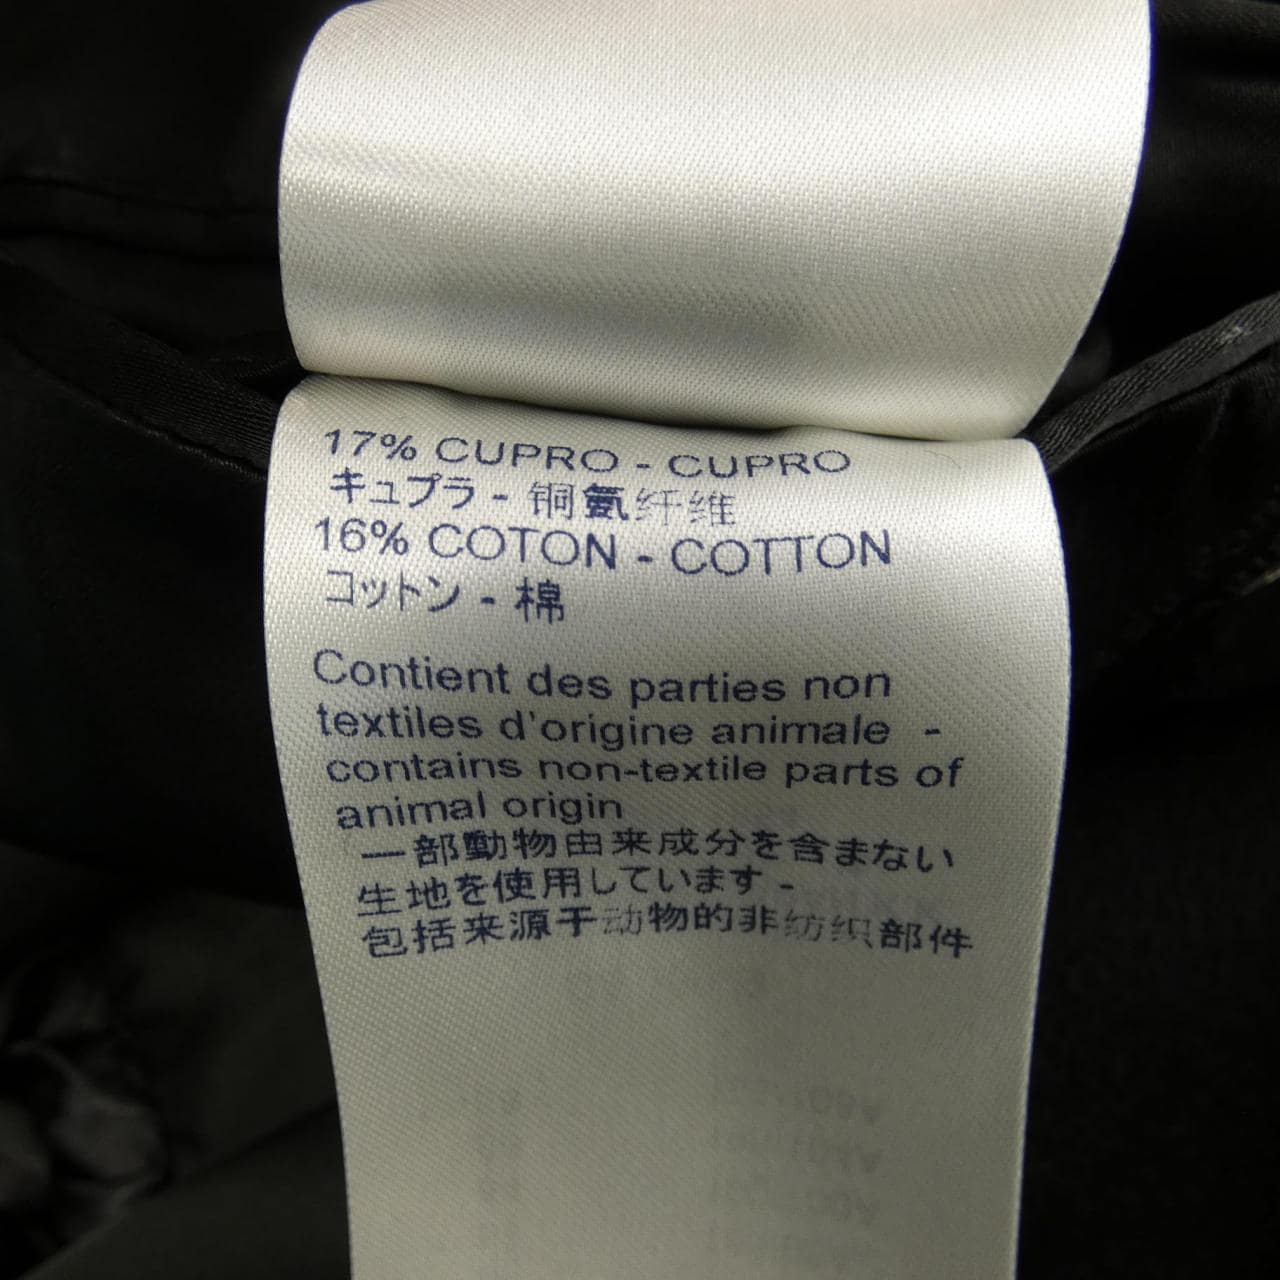 17% CUPRO - CUPRO
キュプラ - 铜氨纤维
16% COTON - COTTON
コットン - 棉
Contient des parties non
textiles d'origine animale -
contains non-textile parts of
animal origin
一部動物由来成分を含まない
生地を使用しています -
包括来源于动物的非纺织部件